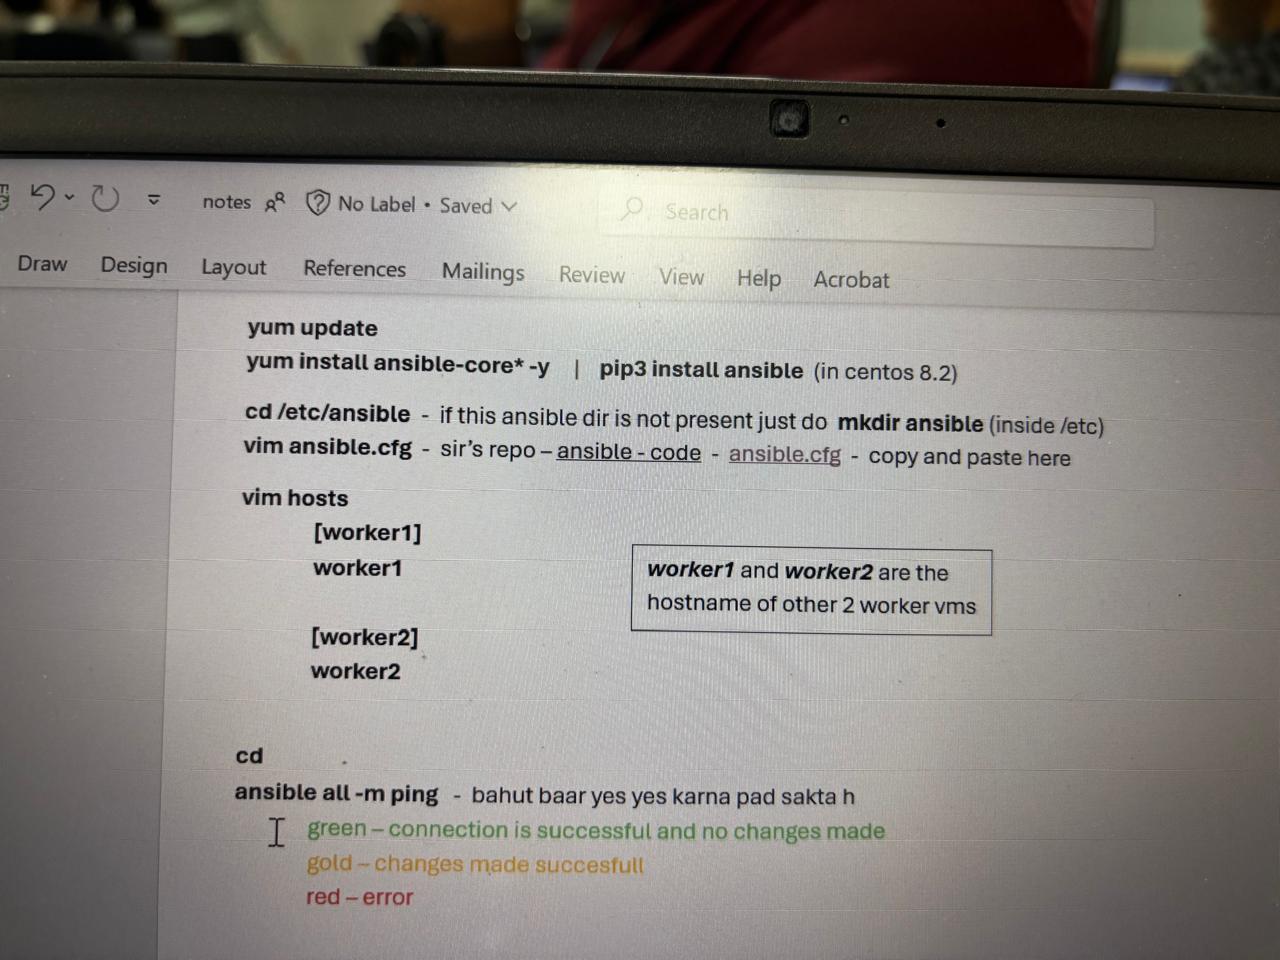 notes No Label • Saved Search
Draw Design Layout References Mailings Review View Help Acrobat
yum update
yum install ansible-core* -y | pip3 install ansible (in centos 8.2)
cd /etc/ansible - if this ansible dir is not present just do mkdir ansible (inside /etc)
vim ansible.cfg - sir's repo – ansible - code - ansible.cfg - copy and paste here
vim hosts
[worker1]
worker1
worker1 and worker2 are the
hostname of other 2 worker vms
[worker2]
worker2
cd
ansible all -m ping - bahut baar yes yes karna pad sakta h
green – connection is successful and no changes made
gold – changes made succesfull
red – error